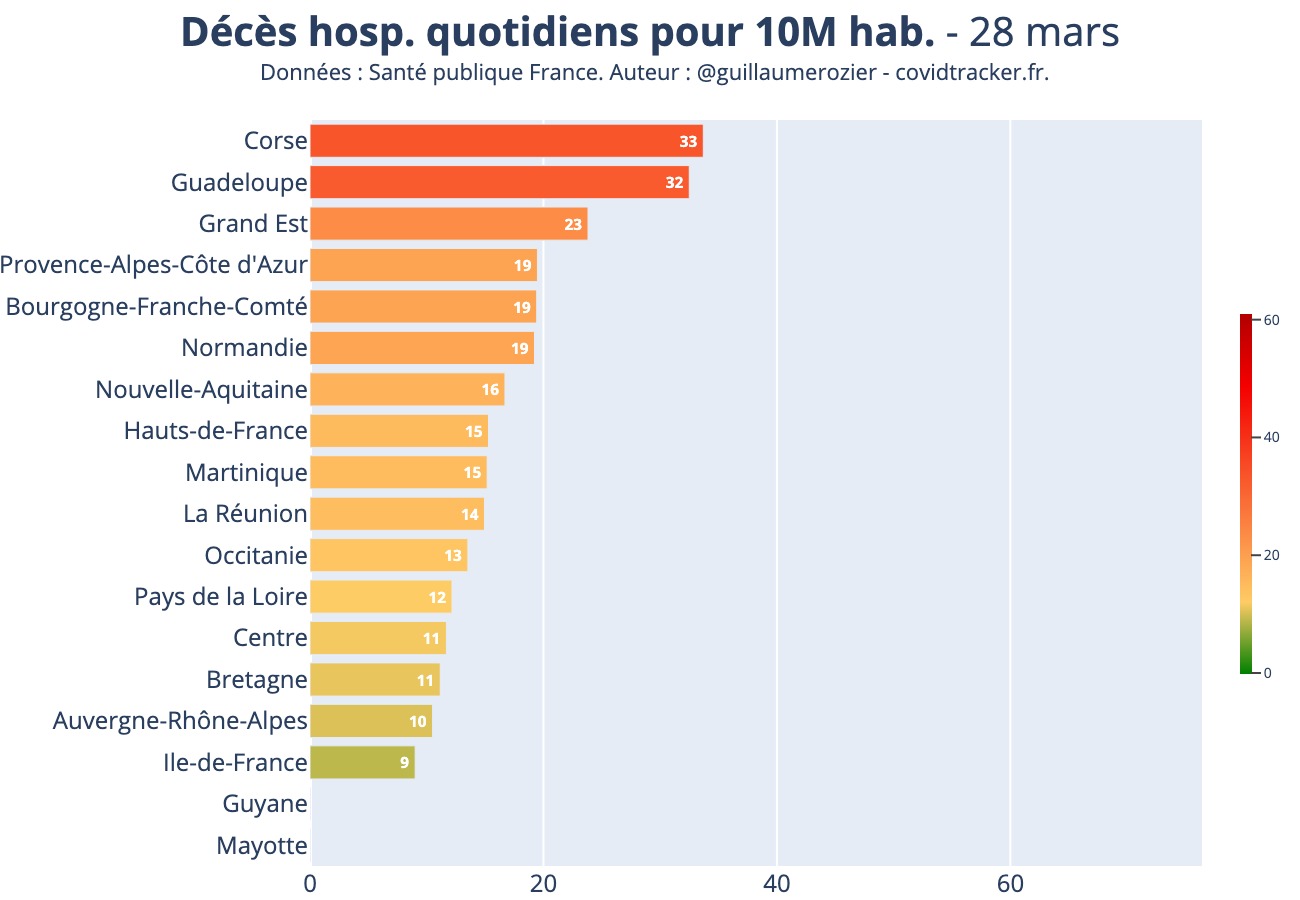 Décès hosp. quotidiens pour 10M hab. - 28 mars
Données : Santé publique France. Auteur : @guillaumerozier - covidtracker.fr.
Corse 33
Guadeloupe 32
Grand Est 23
Provence-Alpes-Côte d'Azur 19
Bourgogne-Franche-Comté 19
Normandie 19
Nouvelle-Aquitaine 16
Hauts-de-France 15
Martinique 15
La Réunion 14
Occitanie 13
Pays de la Loire 12
Centre 11
Bretagne 11
Auvergne-Rhône-Alpes 10
Ile-de-France 9
Guyane
Mayotte
0 20 40 60
60
40
20
0